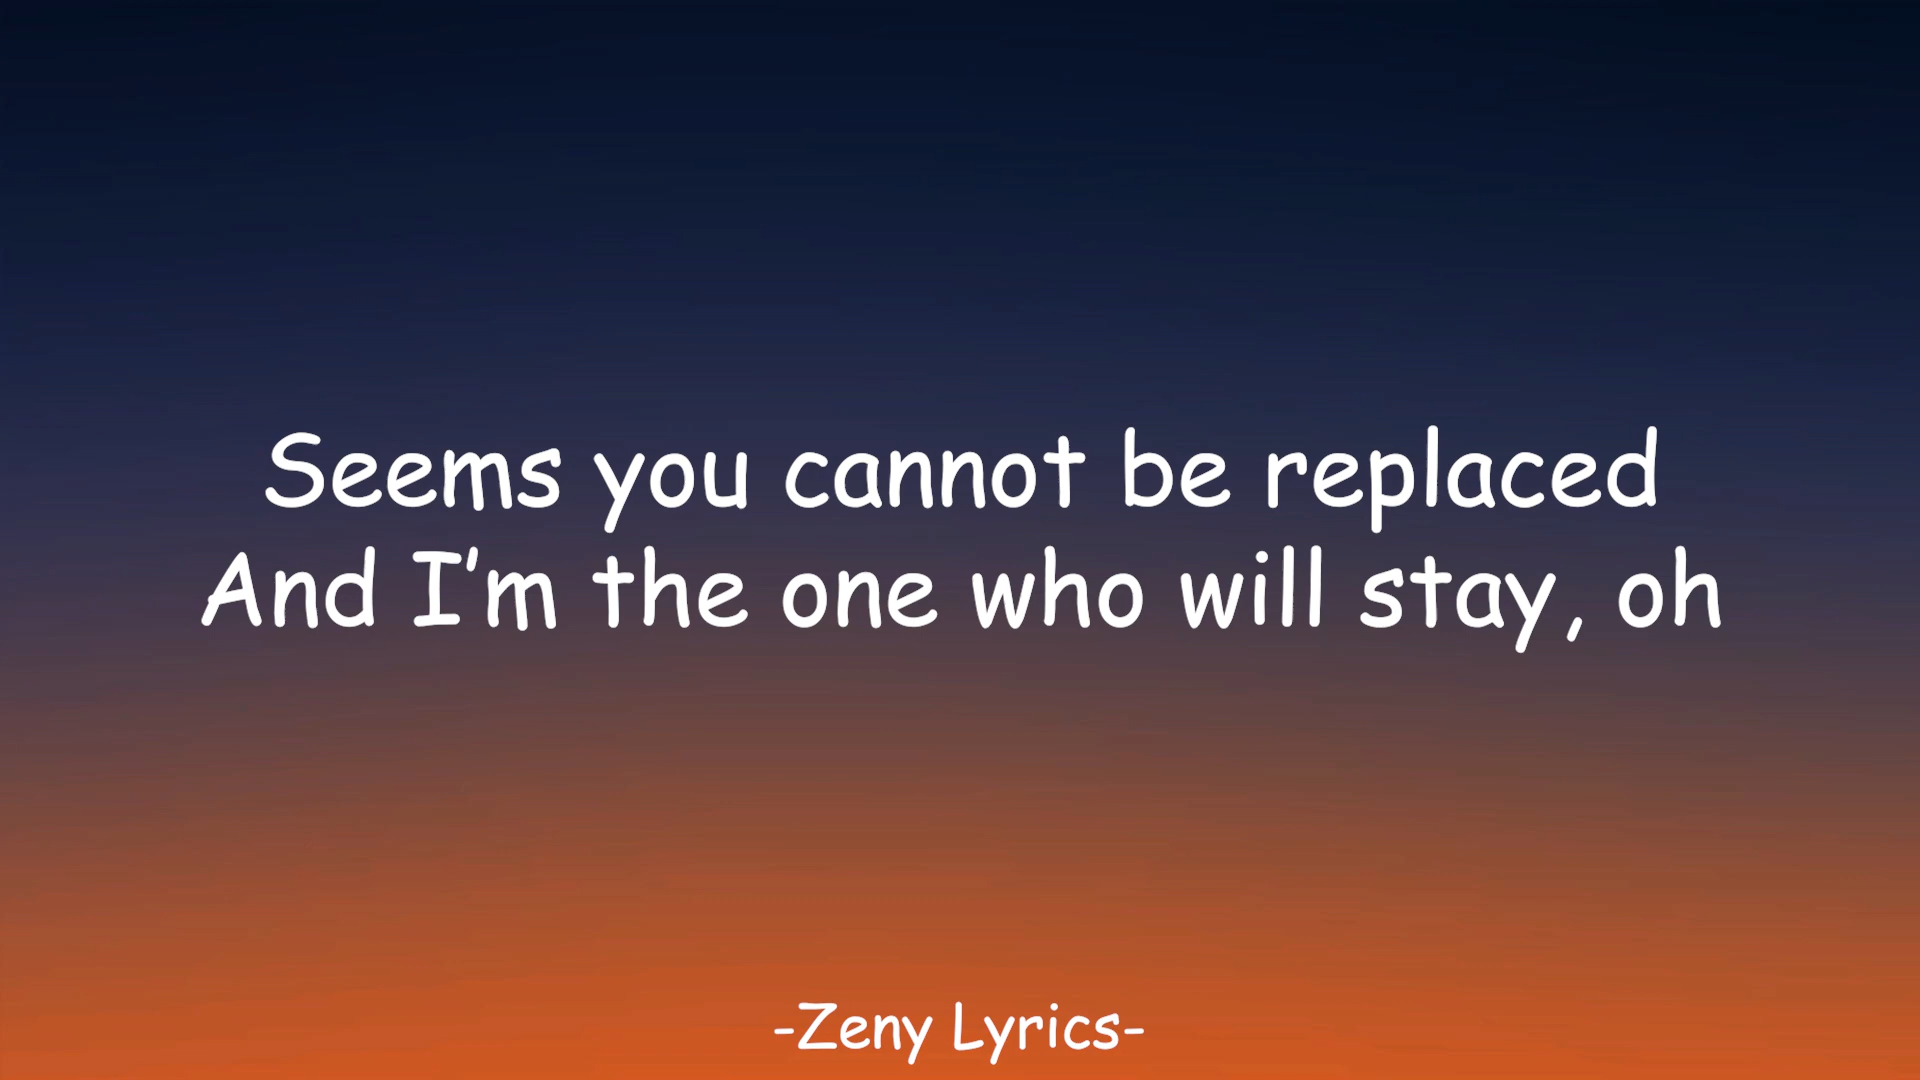 Seems you cannot be replaced
And I'm the one who will stay, oh
-Zeny Lyrics-